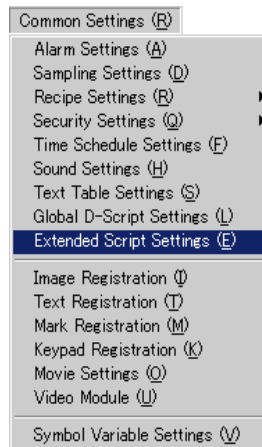 Common Settings (R)
Alarm Settings (A)
Sampling Settings (D)
Recipe Settings (R)
Security Settings (Q)
Time Schedule Settings (F)
Sound Settings (H)
Text Table Settings (S)
Global D-Script Settings (L)
Extended Script Settings (E)
Image Registration (I)
Text Registration (T)
Mark Registration (M)
Keypad Registration (K)
Movie Settings (O)
Video Module (U)
Symbol Variable Settings (V)